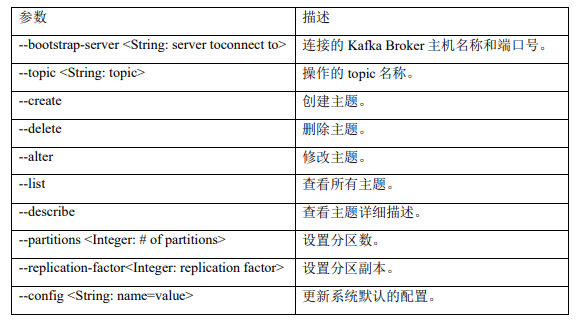 参数 描述
--bootstrap-server <String: server toconnect to> 连接的 Kafka Broker 主机名称和端口号。
--topic <String: topic> 操作的 topic 名称。
--create 创建主题。
--delete 删除主题。
--alter 修改主题。
--list 查看所有主题。
--describe 查看主题详细描述。
--partitions <Integer: # of partitions> 设置分区数。
--replication-factor<Integer: replication factor> 设置分区副本。
--config <String: name=value> 更新系统默认的配置。